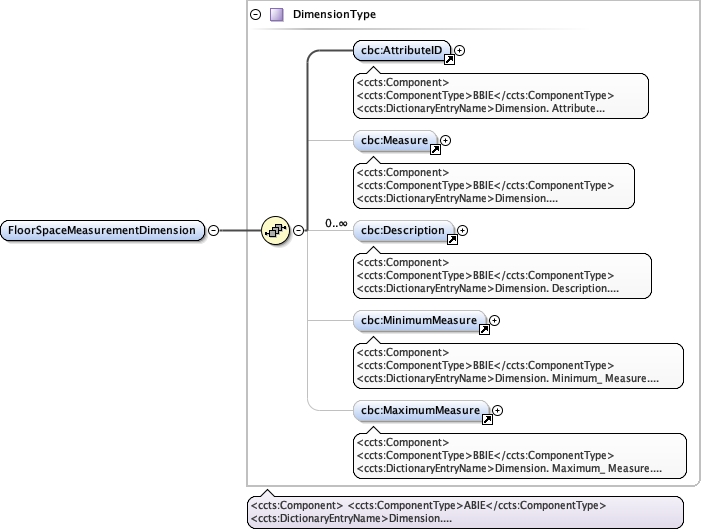 DimensionType
cbc:AttributeID
<ccts:Component>
<ccts:ComponentType>BBIE</ccts:ComponentType>
<ccts:DictionaryEntryName>Dimension. Attribute...
cbc:Measure
<ccts:Component>
<ccts:ComponentType>BBIE</ccts:ComponentType>
<ccts:DictionaryEntryName>Dimension....
FloorSpaceMeasurementDimension
0..∞
cbc:Description
<ccts:Component>
<ccts:ComponentType>BBIE</ccts:ComponentType>
<ccts:DictionaryEntryName>Dimension. Description....
cbc:MinimumMeasure
<ccts:Component>
<ccts:ComponentType>BBIE</ccts:ComponentType>
<ccts:DictionaryEntryName>Dimension. Minimum_ Measure....
cbc:MaximumMeasure
<ccts:Component>
<ccts:ComponentType>BBIE</ccts:ComponentType>
<ccts:DictionaryEntryName>Dimension. Maximum_ Measure....
<ccts:Component> <ccts:ComponentType>ABIE</ccts:ComponentType>
<ccts:DictionaryEntryName>Dimension....